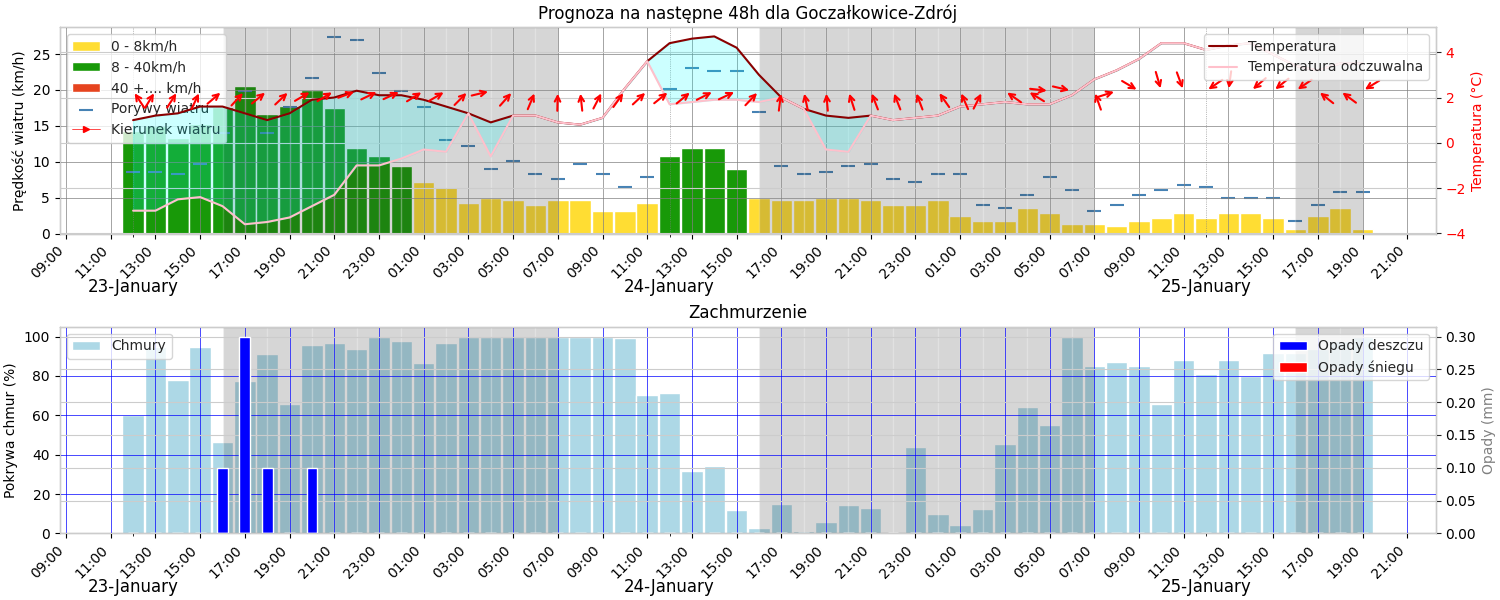 Prognoza na następne 48h dla Goczałkowice-Zdrój
Prędkość wiatru (km/h)
25
20
15
10
5
0
0 - 8km/h
8 - 40km/h
40 +.... km/h
Porywy wiatru
Kierunek wiatru
Temperatura
Temperatura odczuwalna
4
2
0
−2
−4
Temperatura (°C)
09:00 11:00 13:00 15:00 17:00 19:00 21:00 23:00 01:00 03:00 05:00 07:00 09:00 11:00 13:00 15:00 17:00 19:00 21:00 23:00 01:00 03:00 05:00 07:00 09:00 11:00 13:00 15:00 17:00 19:00 21:00
23-January 24-January 25-January
Zachmurzenie
Pokrywa chmur (%)
100
80
60
40
20
0
Chmury
Opady deszczu
Opady śniegu
0.30
0.25
0.20
0.15
0.10
0.05
0.00
Opady (mm)
09:00 11:00 13:00 15:00 17:00 19:00 21:00 23:00 01:00 03:00 05:00 07:00 09:00 11:00 13:00 15:00 17:00 19:00 21:00 23:00 01:00 03:00 05:00 07:00 09:00 11:00 13:00 15:00 17:00 19:00 21:00
23-January 24-January 25-January